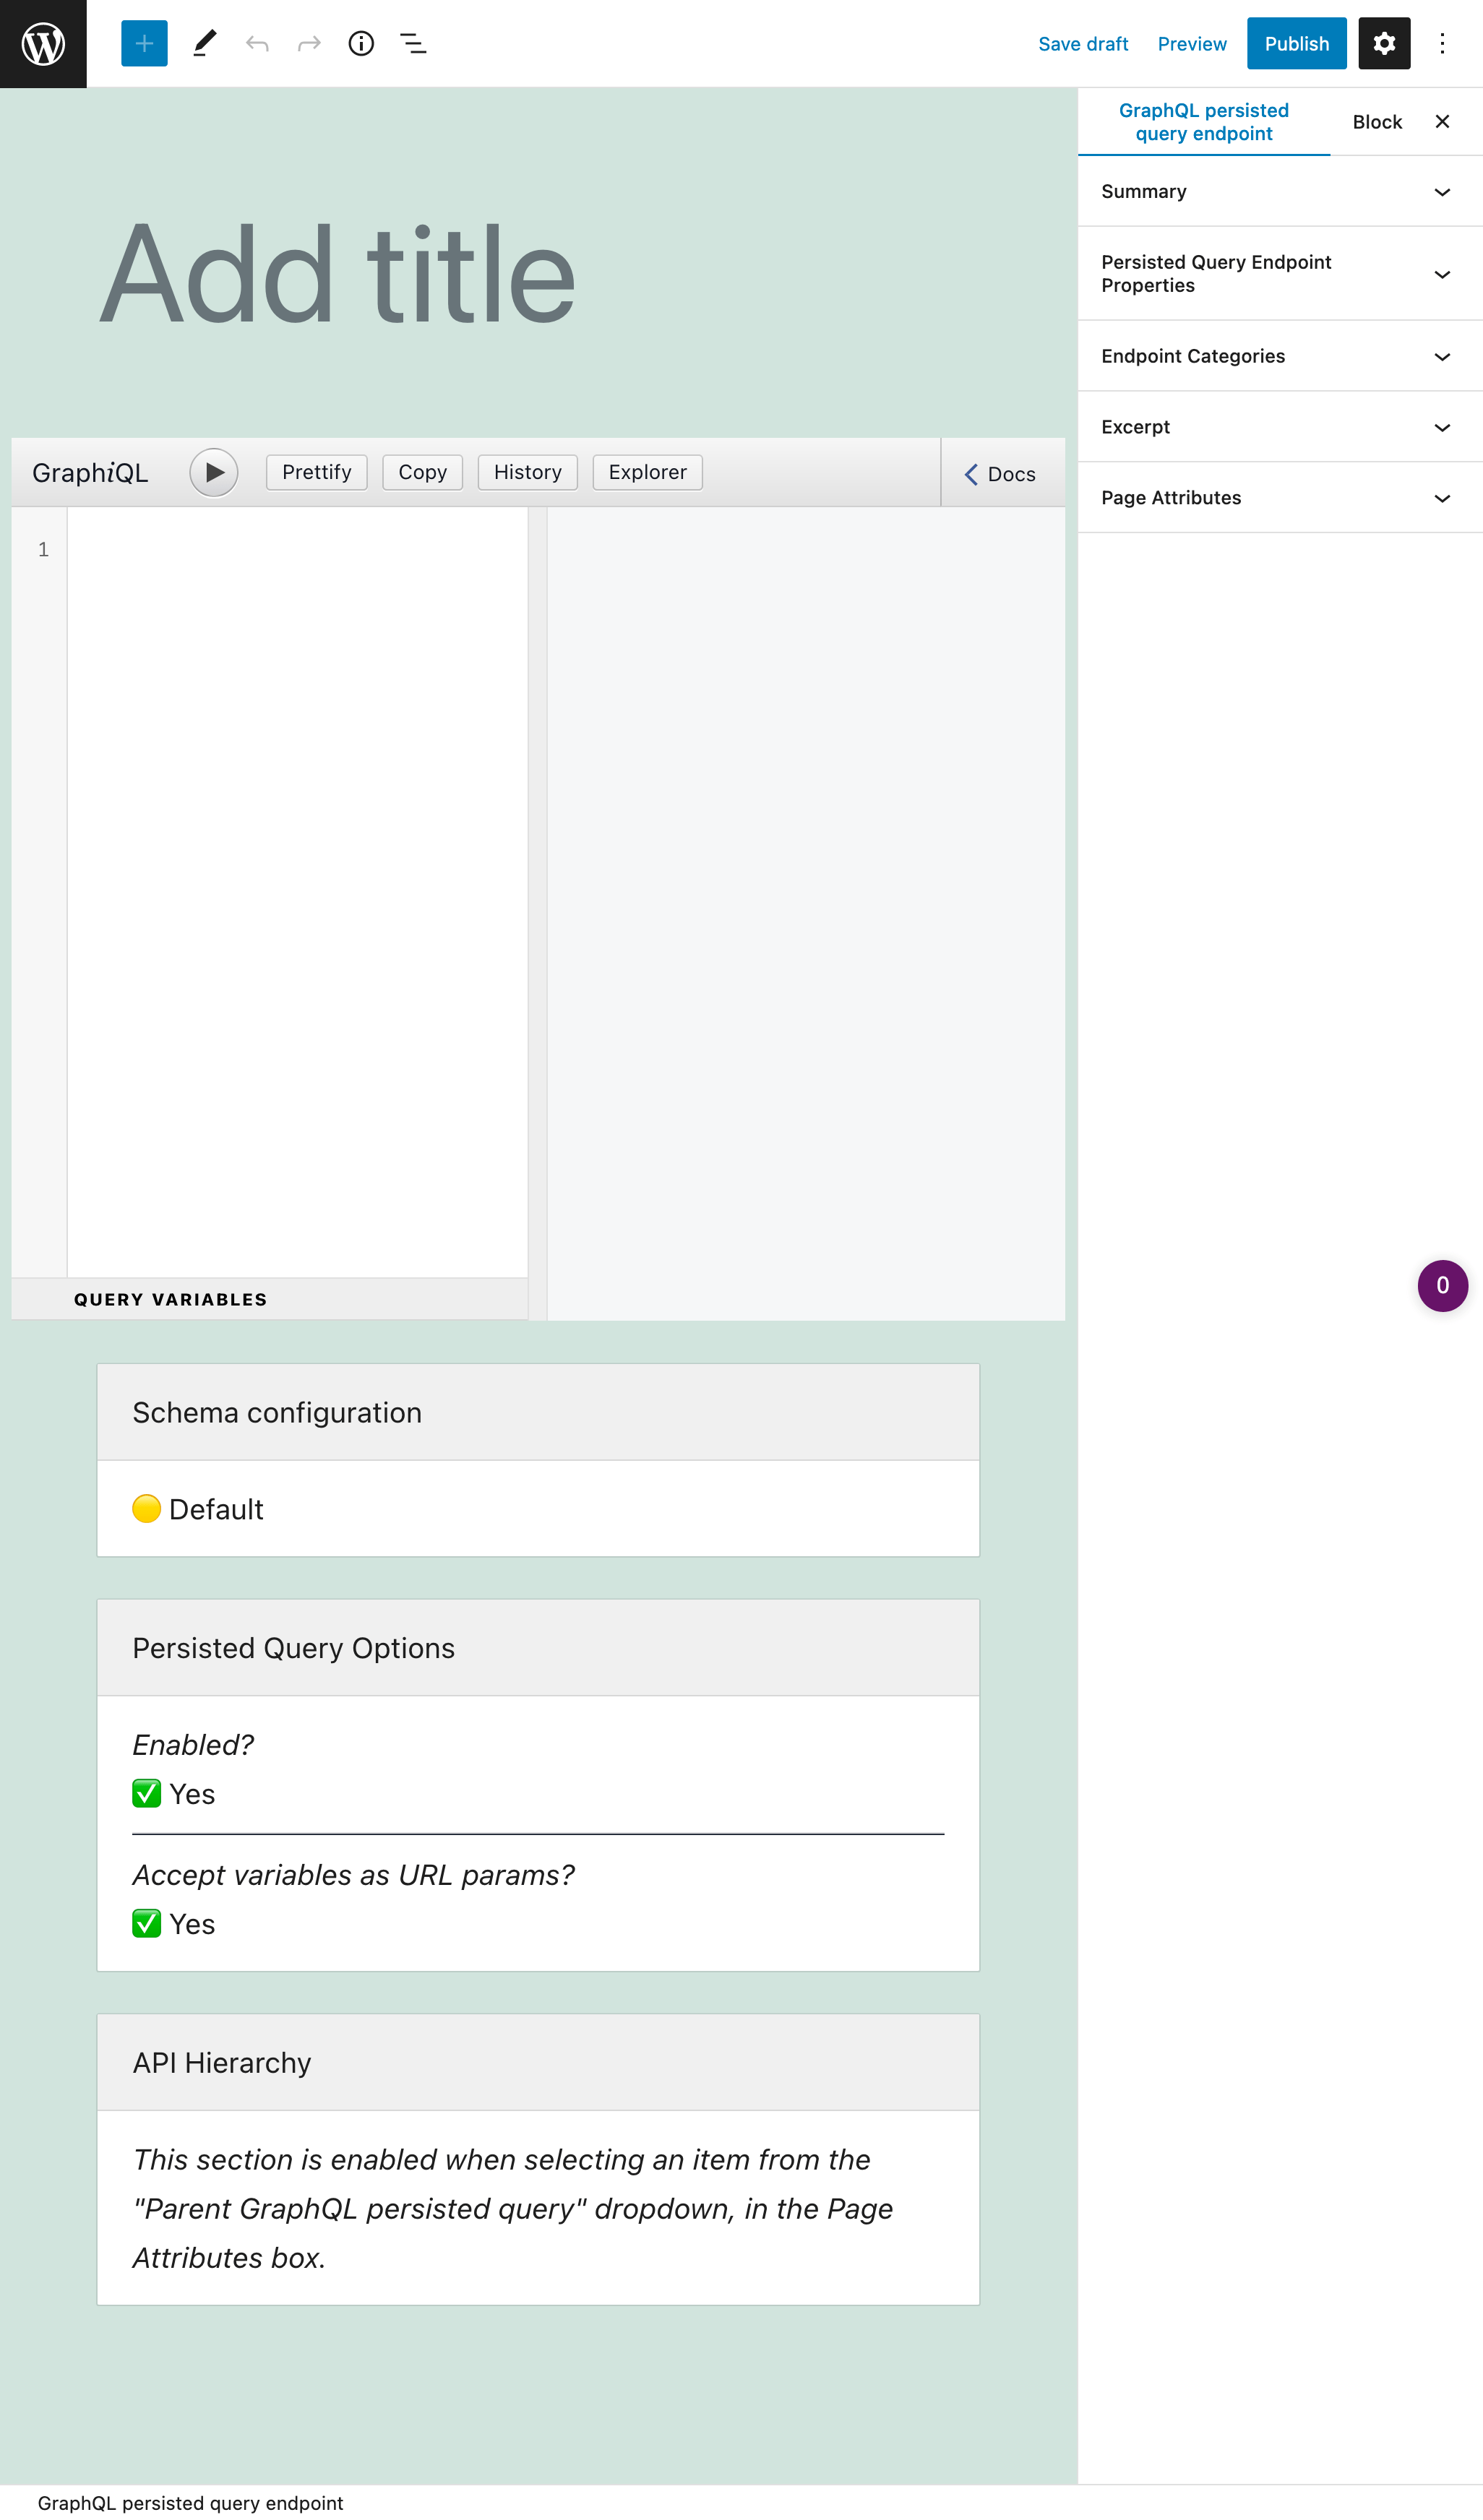 Save draft
Preview
Publish
GraphQL persisted
query endpoint
Block
Summary
Persisted Query Endpoint
Properties
Endpoint Categories
Excerpt
Page Attributes
Add title
GraphiQL
Prettify
Copy
History
Explorer
Docs
1
QUERY VARIABLES
0
Schema configuration
Default
Persisted Query Options
Enabled?
Yes
Accept variables as URL params?
Yes
API Hierarchy
This section is enabled when selecting an item from the
"Parent GraphQL persisted query" dropdown, in the Page
Attributes box.
GraphQL persisted query endpoint